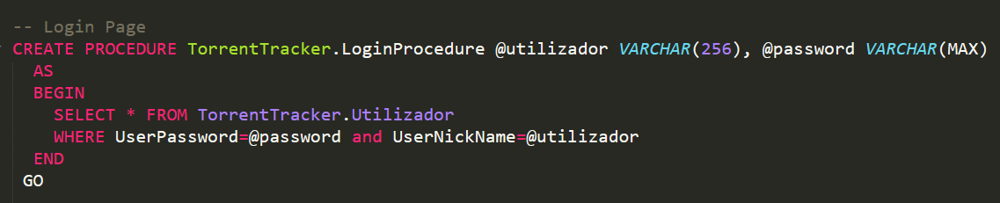 -- Login Page
CREATE PROCEDURE TorrentTracker.LoginProcedure @utilizador VARCHAR(256), @password VARCHAR(MAX)
AS
BEGIN
SELECT * FROM TorrentTracker.Utilizador
WHERE UserPassword=@password and UserNickName=@utilizador
END
GO